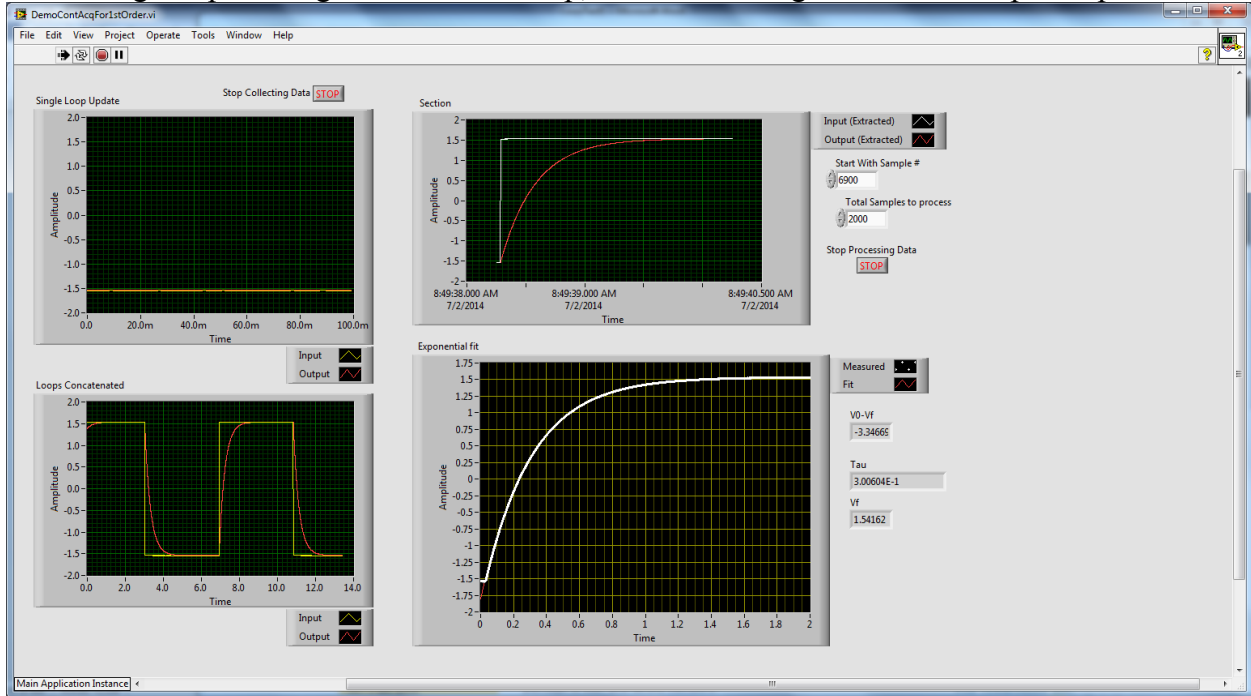 DemoContAcqFor1stOrder.vi
File Edit View Project Operate Tools Window Help
2
Stop Collecting Data STOP
Single Loop Update
2.0
1.5
1.0
0.5
0.0
-0.5
-1.0
-1.5
-2.0
Amplitude
0.0 20.0m 40.0m 60.0m 80.0m 100.0m
Time
Input
Output
Loops Concatenated
2.0
1.5
1.0
0.5
0.0
-0.5
-1.0
-1.5
-2.0
Amplitude
0.0 2.0 4.0 6.0 8.0 10.0 12.0 14.0
Time
Input
Output
Section
2
1.5
1
0.5
0
-0.5
-1
-1.5
-2
Amplitude
8:49:38.000 AM 8:49:39.000 AM 8:49:40.500 AM
7/2/2014 7/2/2014 7/2/2014
Time
Input (Extracted)
Output (Extracted)
Start With Sample #
6900
Total Samples to process
2000
Stop Processing Data
STOP
Exponential fit
1.75
1.5
1.25
1
0.75
0.5
0.25
0
-0.25
-0.5
-0.75
-1
-1.25
-1.5
-1.75
-2
Amplitude
0 0.2 0.4 0.6 0.8 1 1.2 1.4 1.6 1.8 2
Time
Measured
Fit
V0-Vf
-3.34669
Tau
3.00604E-1
Vf
1.54162
Main Application Instance